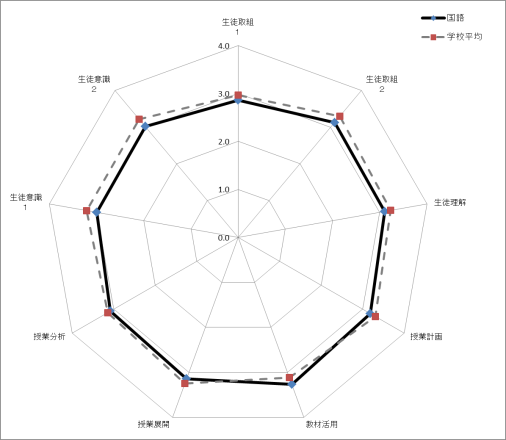 国語
学校平均
生徒取組
1
生徒取組
2
生徒理解
授業計画
教材活用
授業展開
授業分析
生徒意識
1
生徒意識
2
4.0
3.0
2.0
1.0
0.0